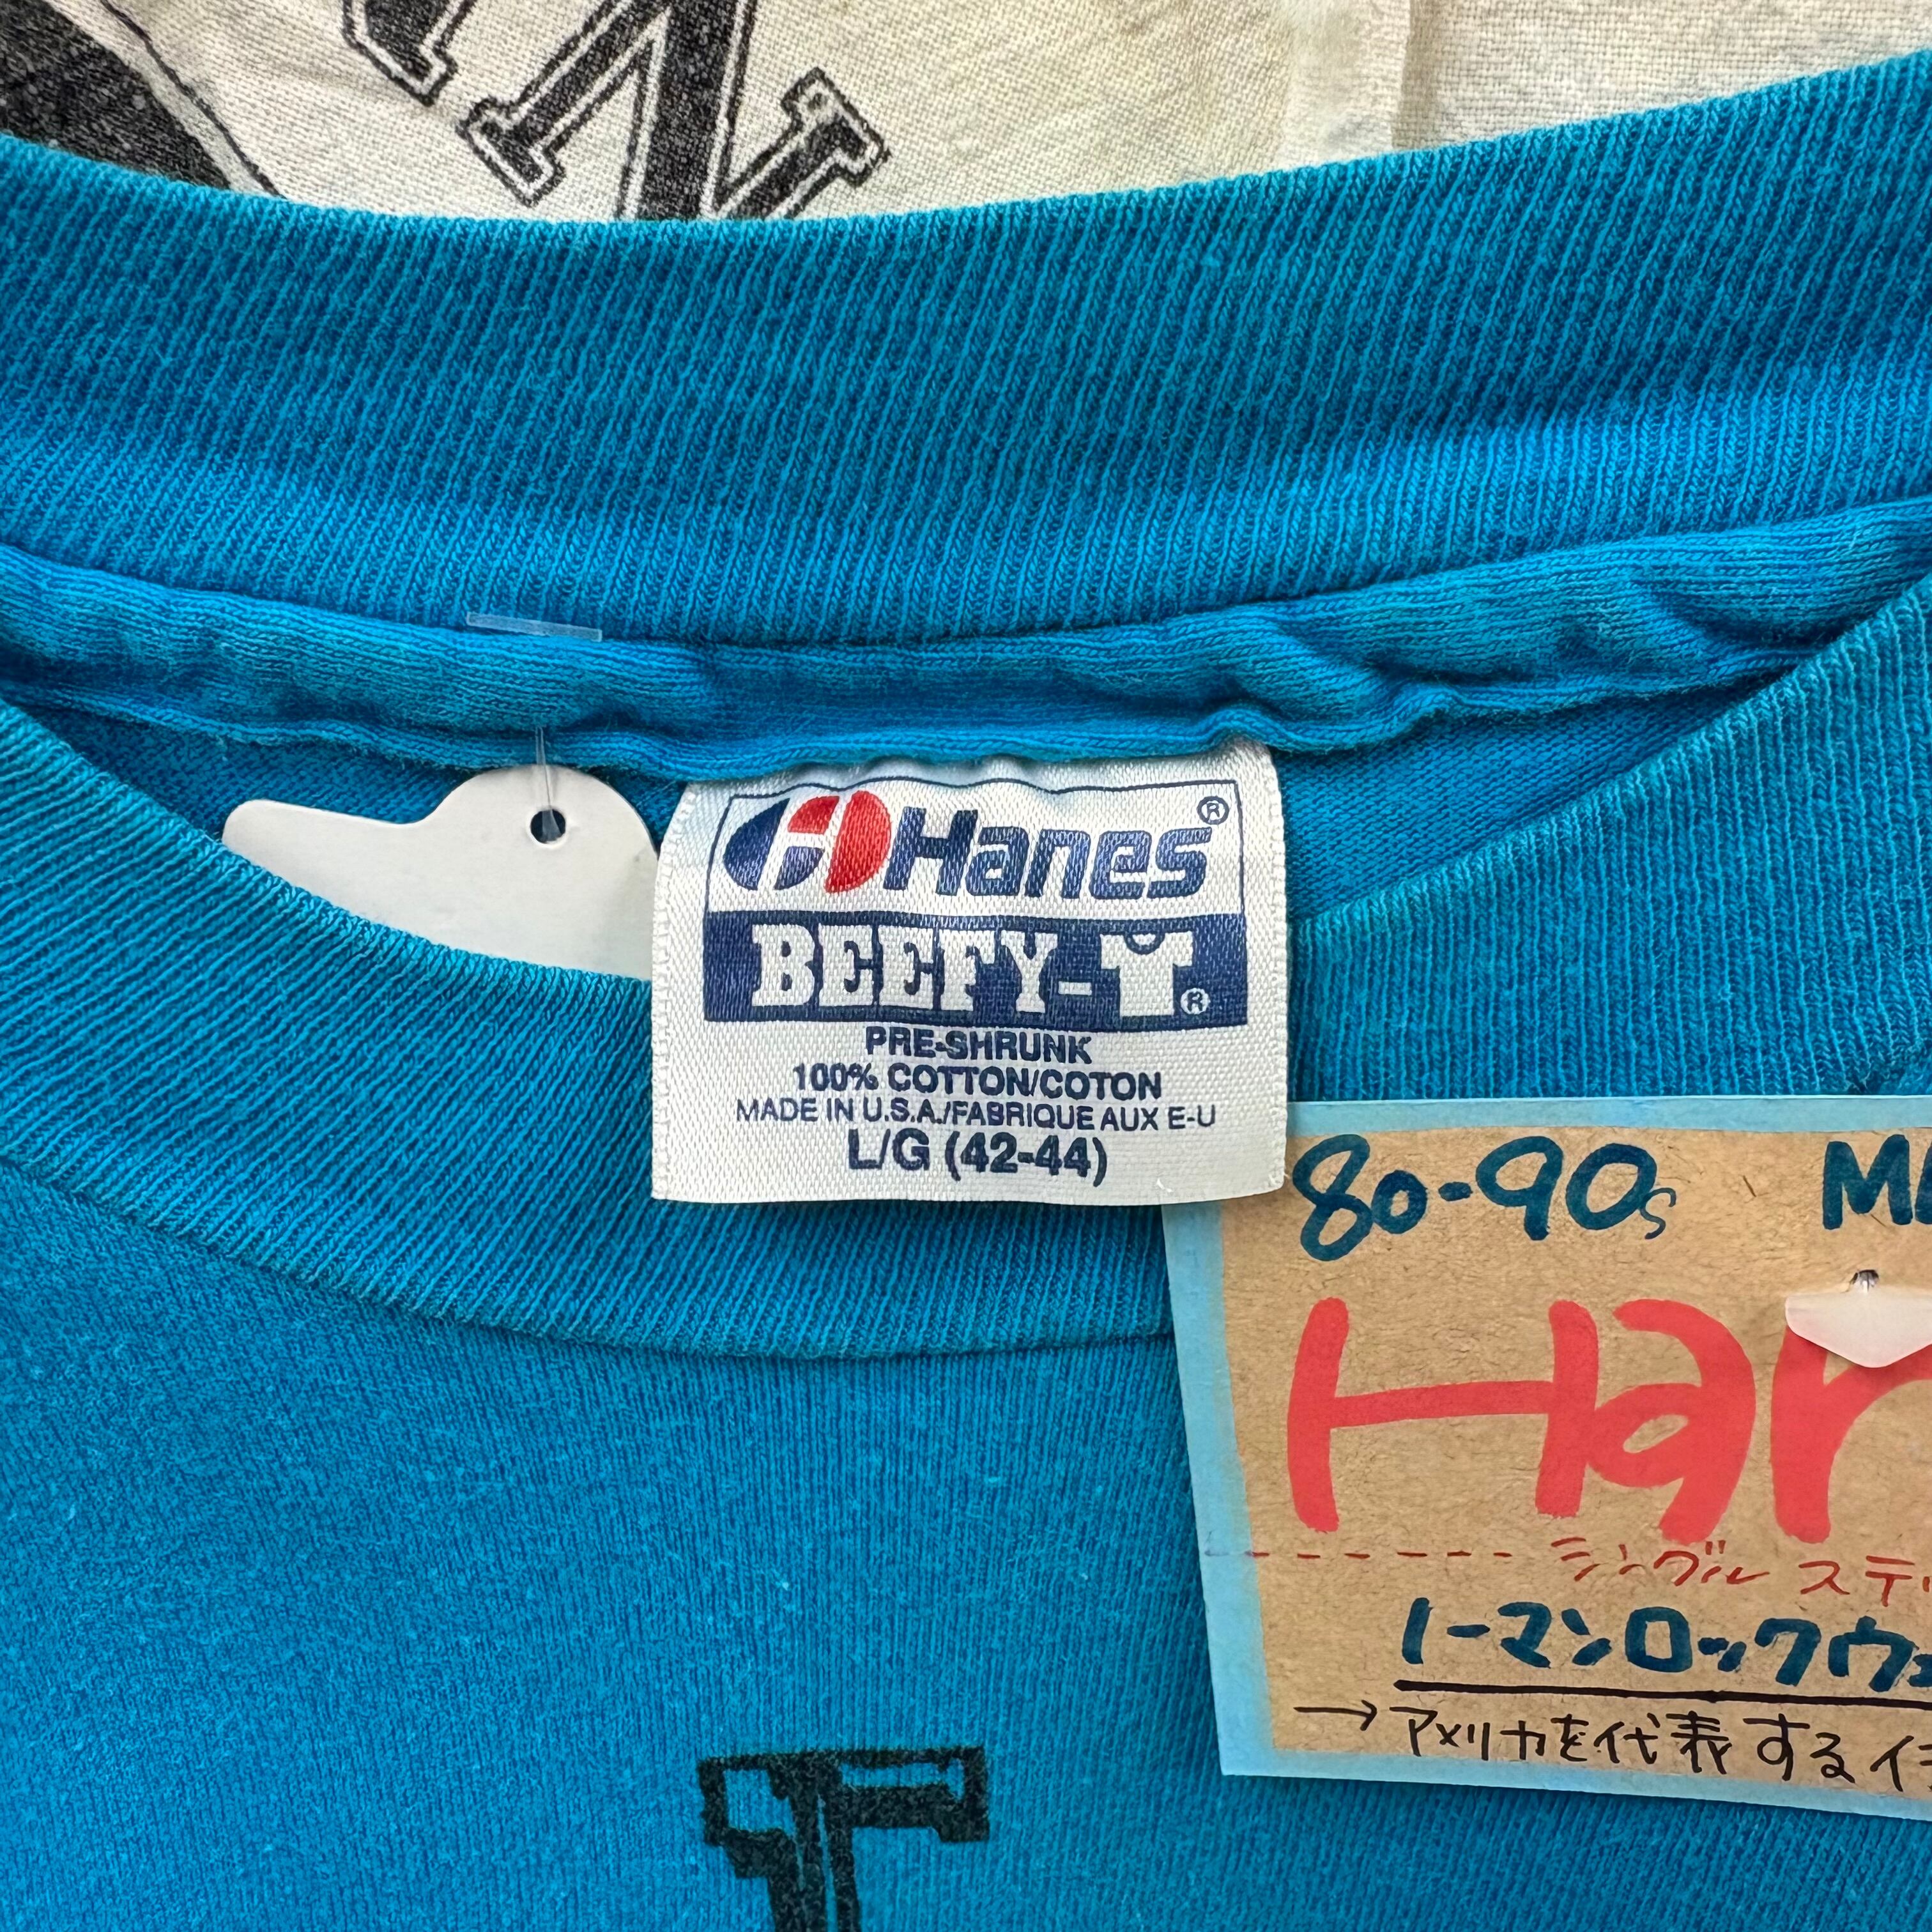 N
Hanes®
BEEFY-T®
PRE-SHRUNK
100% COTTON/COTON
MADE IN U.S.A./FABRIQUE AUX E-U
L/G (42-44)
80-90s
Han
シングル ステ
ノーマンロックウェ
→アメリカを代表するイラ